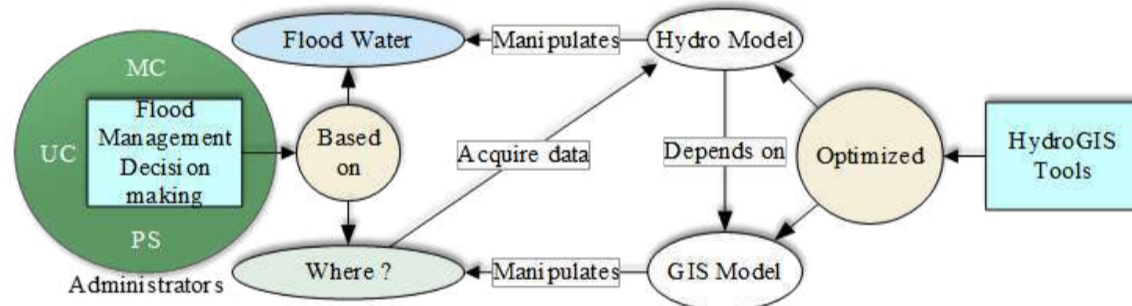 MC
UC
Flood
Management
Decision
making
PS
Administrators
Flood Water
Based
on
Where ?
Manipulates
Acquire data
Manipulates
Hydro Model
Depends on
GIS Model
Optimized
HydroGIS
Tools